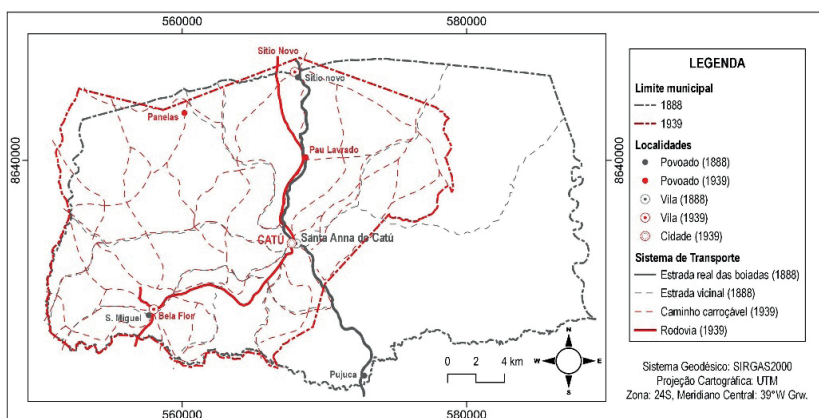 560000
580000
8640000
8640000
560000
580000
Sítio Novo
Sítio novo
Panelas
Pau Lavrado
CATÚ
Santa Anna do Catú
S. Miguel
Bela Flor
Pujuca
0 2 4 km
N
W
E
S
LEGENDA
Limite municipal
1888
1939
Localidades
Povoado (1888)
Povoado (1939)
Vila (1888)
Vila (1939)
Cidade (1939)
Sistema de Transporte
Estrada real das boiadas (1888)
Estrada vicinal (1888)
Caminho carroçável (1939)
Rodovia (1939)
Sistema Geodésic: SIRGAS2000
Projeção Cartográfica: UTM
Zona: 24S, Meridiano Central: 39°W Grw.